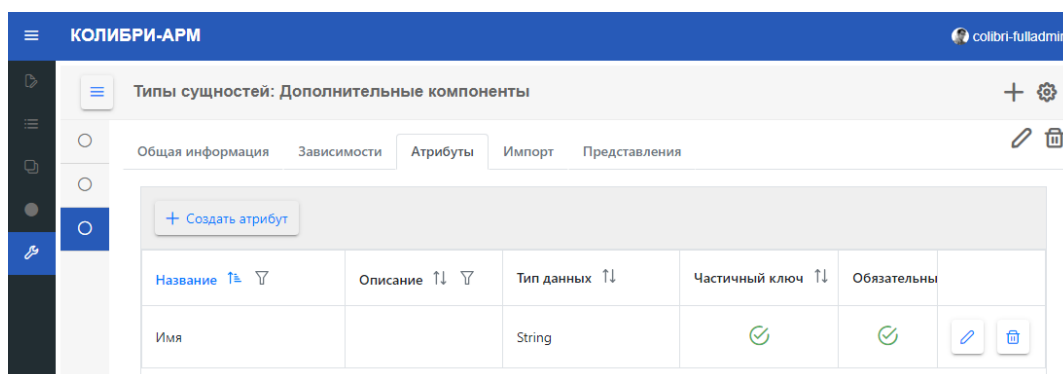 КОЛИБРИ-АРМ colibri-fulladmin
Типы сущностей: Дополнительные компоненты
Общая информация Зависимости Атрибуты Импорт Представления
+ Создать атрибут
Название Описание Тип данных Частичный ключ Обязательны
Имя String